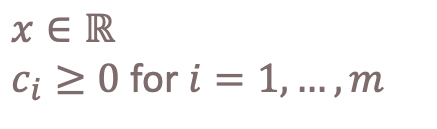 x ∈ ℝ
cᵢ ≥ 0 for i = 1, … , m